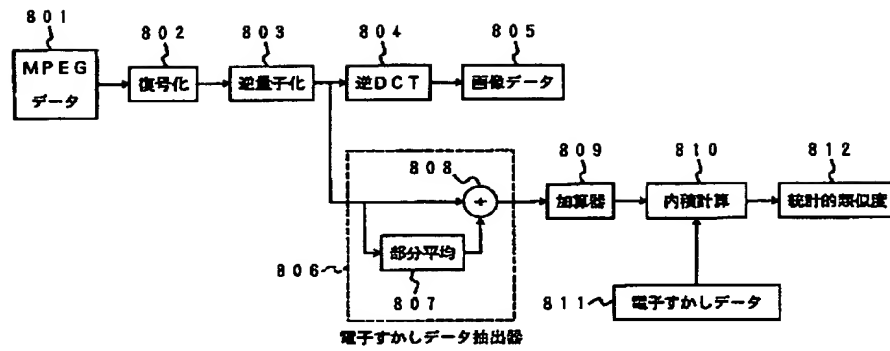 801
802
803
804
805
MPEG
データ
復号化
逆量子化
逆DCT
画像データ
808
809
810
812
÷
加算器
内積計算
統計的類似度
部分平均
806
807
811
電子すかしデータ
電子すかしデータ抽出器